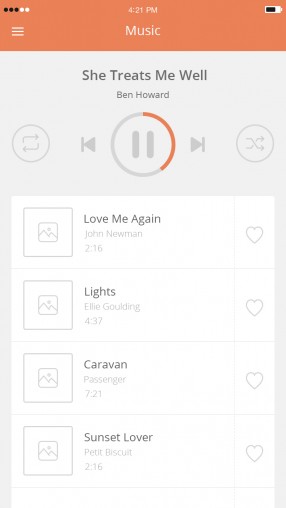 4:21 PM
Music
She Treats Me Well
Ben Howard
Love Me Again
John Newman
2:16
Lights
Ellie Goulding
4:37
Caravan
Passenger
7:21
Sunset Lover
Petit Biscuit
2:16